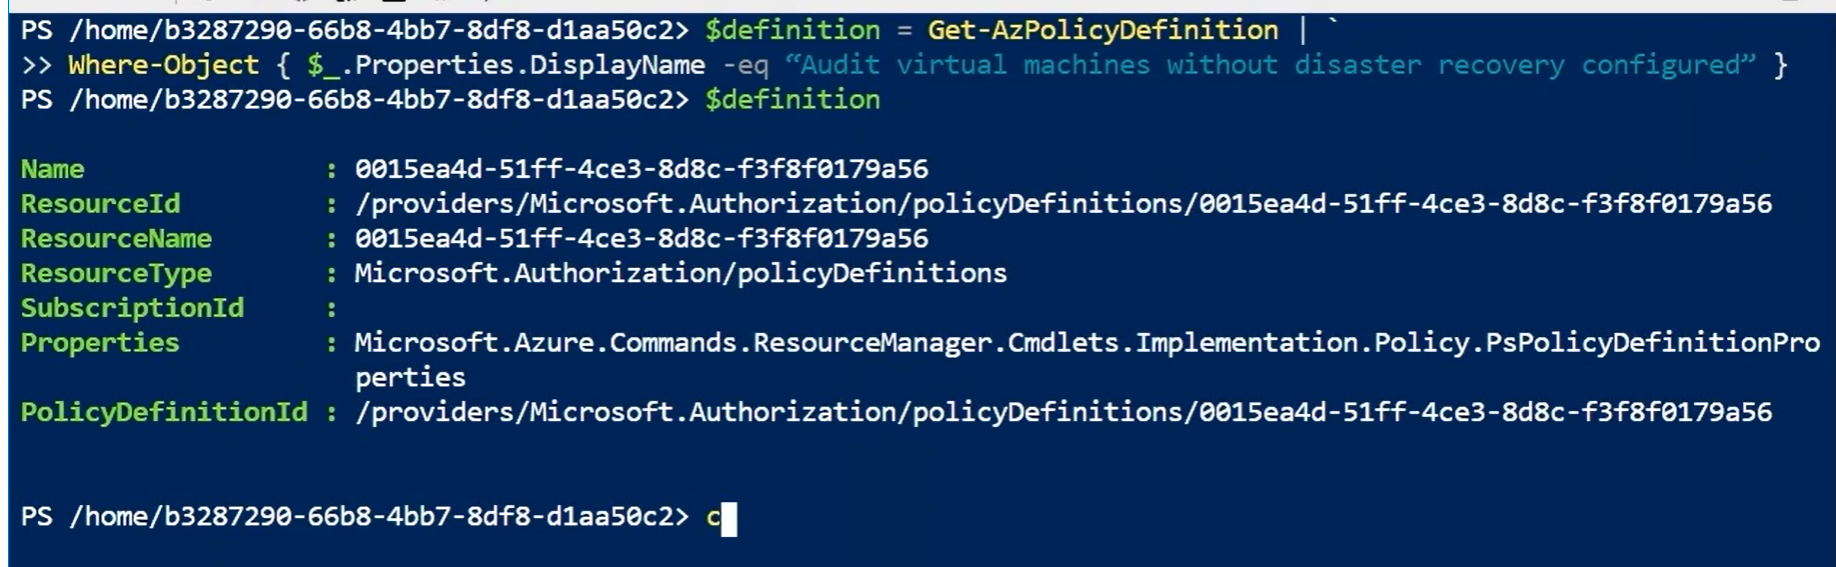 PS /home/b3287290-66b8-4bb7-8df8-d1aa50c2> $definition = Get-AzPolicyDefinition | `
>> Where-Object { $_.Properties.DisplayName -eq “Audit virtual machines without disaster recovery configured” }
PS /home/b3287290-66b8-4bb7-8df8-d1aa50c2> $definition
Name : 0015ea4d-51ff-4ce3-8d8c-f3f8f0179a56
ResourceId : /providers/Microsoft.Authorization/policyDefinitions/0015ea4d-51ff-4ce3-8d8c-f3f8f0179a56
ResourceName : 0015ea4d-51ff-4ce3-8d8c-f3f8f0179a56
ResourceType : Microsoft.Authorization/policyDefinitions
SubscriptionId :
Properties : Microsoft.Azure.Commands.ResourceManager.Cmdlets.Implementation.Policy.PsPolicyDefinitionPro
perties
PolicyDefinitionId : /providers/Microsoft.Authorization/policyDefinitions/0015ea4d-51ff-4ce3-8d8c-f3f8f0179a56
PS /home/b3287290-66b8-4bb7-8df8-d1aa50c2> c